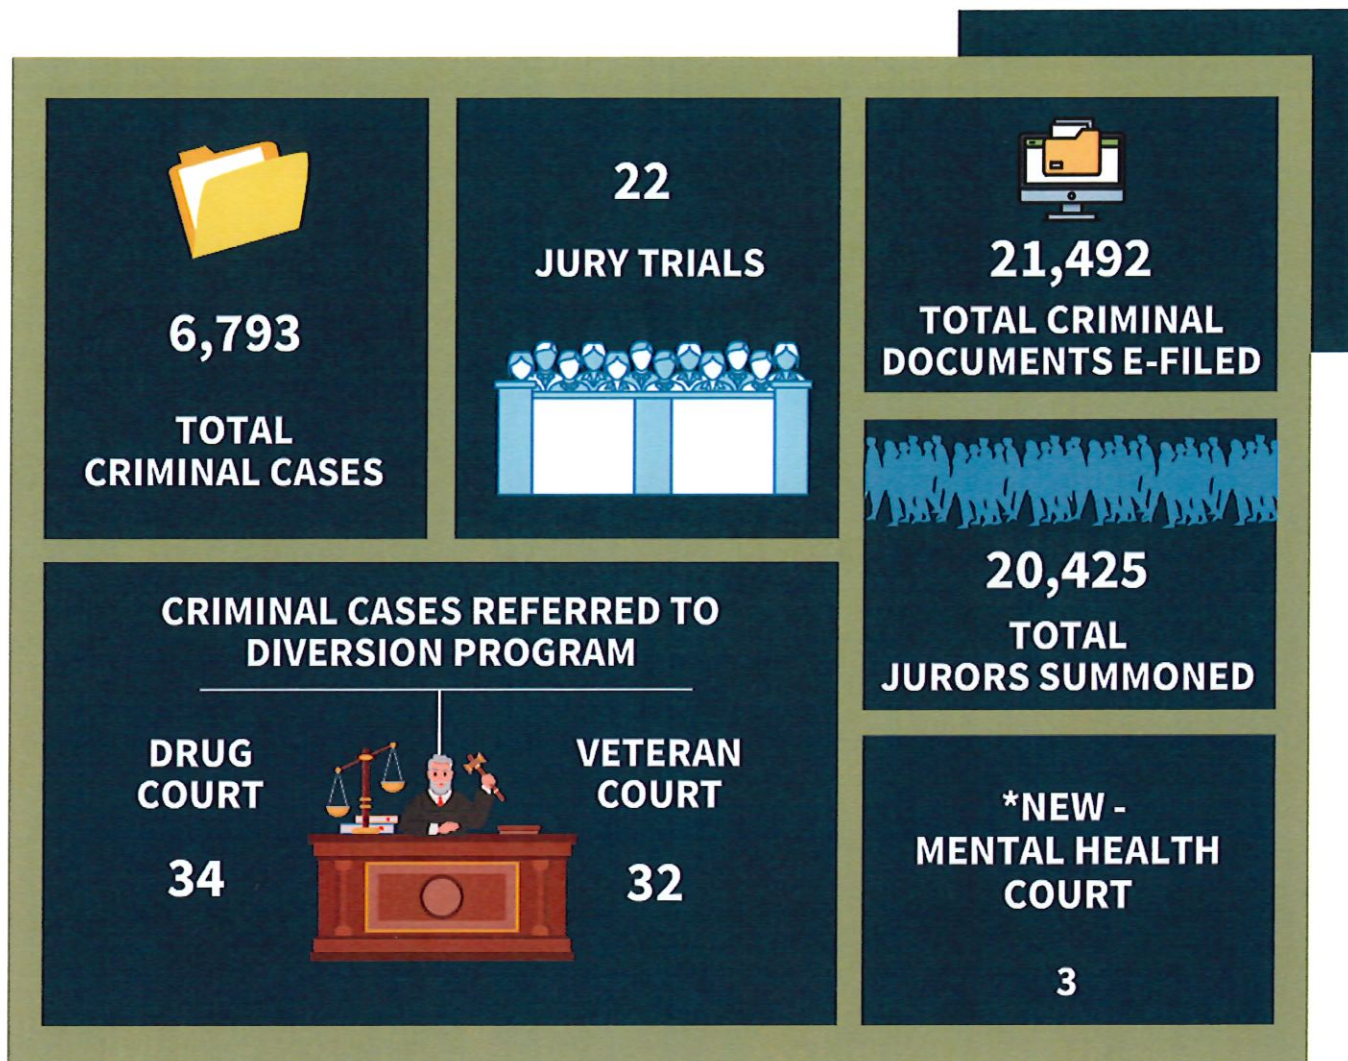 6,793
TOTAL
CRIMINAL CASES
22
JURY TRIALS
21,492
TOTAL CRIMINAL
DOCUMENTS E-FILED
20,425
TOTAL
JURORS SUMMONED
CRIMINAL CASES REFERRED TO
DIVERSION PROGRAM
DRUG
COURT
34
VETERAN
COURT
32
*NEW -
MENTAL HEALTH
COURT
3